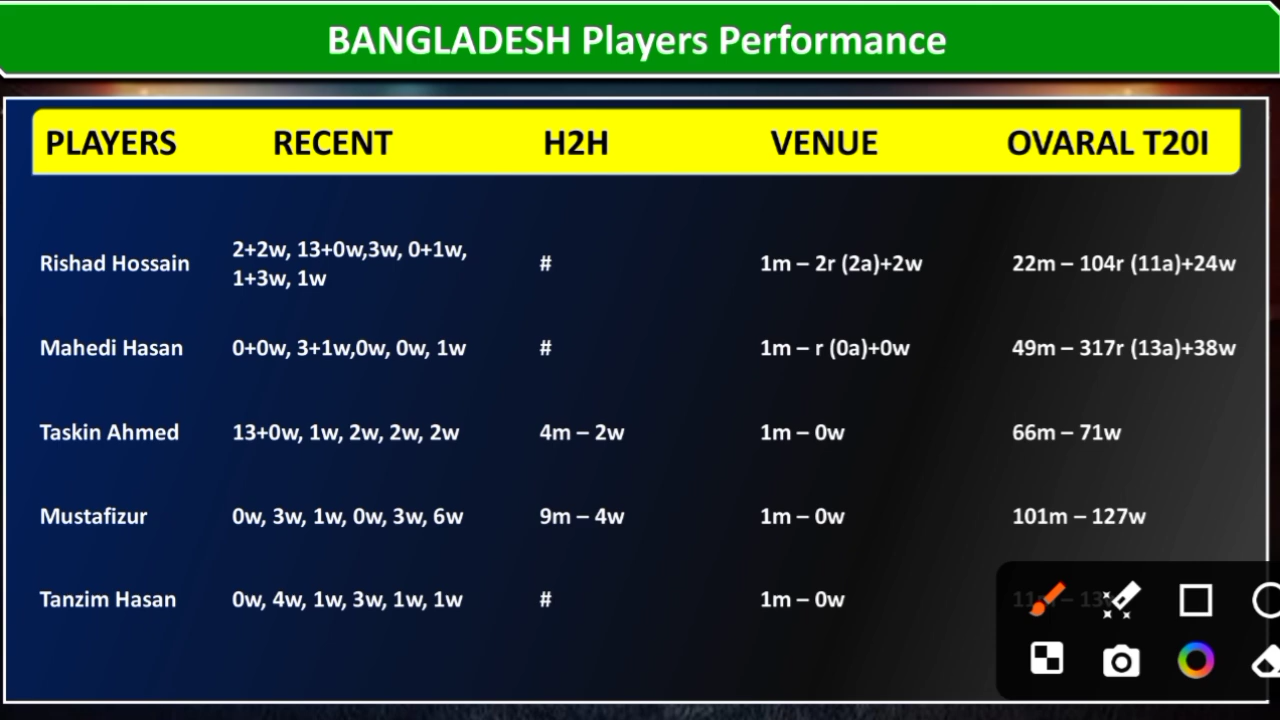 BANGLADESH Players Performance
PLAYERS RECENT H2H VENUE OVARAL T20I
Rishad Hossain 2+2w, 13+0w,3w, 0+1w, 1+3w, 1w # 1m – 2r (2a)+2w 22m – 104r (11a)+24w
Mahedi Hasan 0+0w, 3+1w,0w, 0w, 1w # 1m – r (0a)+0w 49m – 317r (13a)+38w
Taskin Ahmed 13+0w, 1w, 2w, 2w, 2w 4m – 2w 1m – 0w 66m – 71w
Mustafizur 0w, 3w, 1w, 0w, 3w, 6w 9m – 4w 1m – 0w 101m – 127w
Tanzim Hasan 0w, 4w, 1w, 3w, 1w, 1w # 1m – 0w